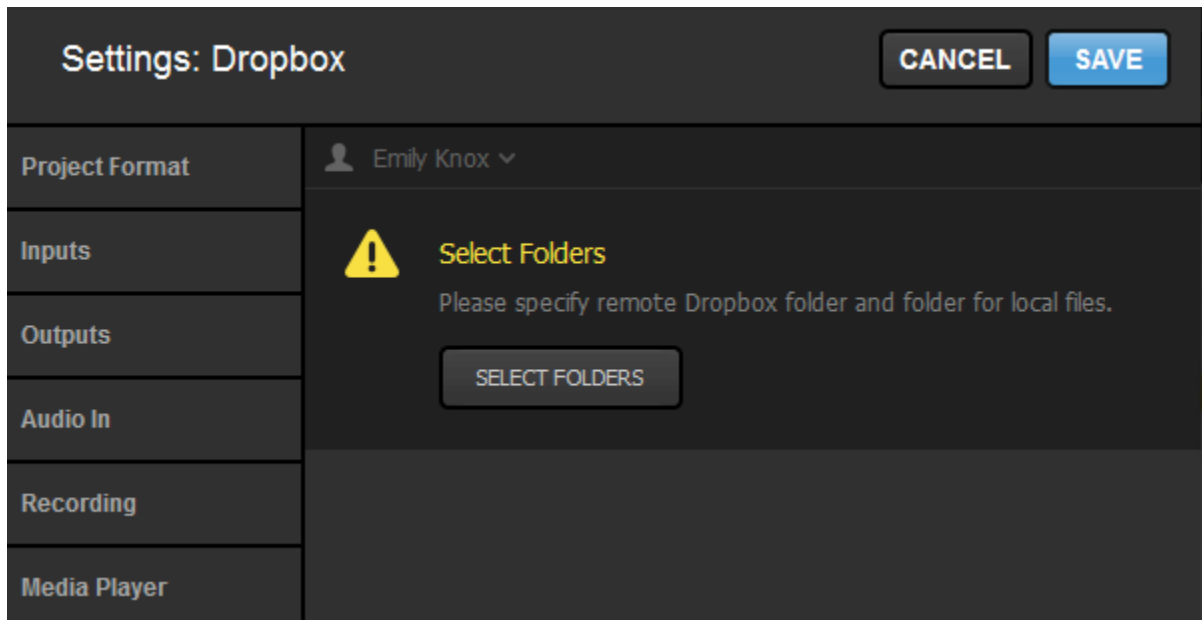 Settings: Dropbox
CANCEL
SAVE
Project Format
Inputs
Outputs
Audio In
Recording
Media Player
Emily Knox
Select Folders
Please specify remote Dropbox folder and folder for local files.
SELECT FOLDERS